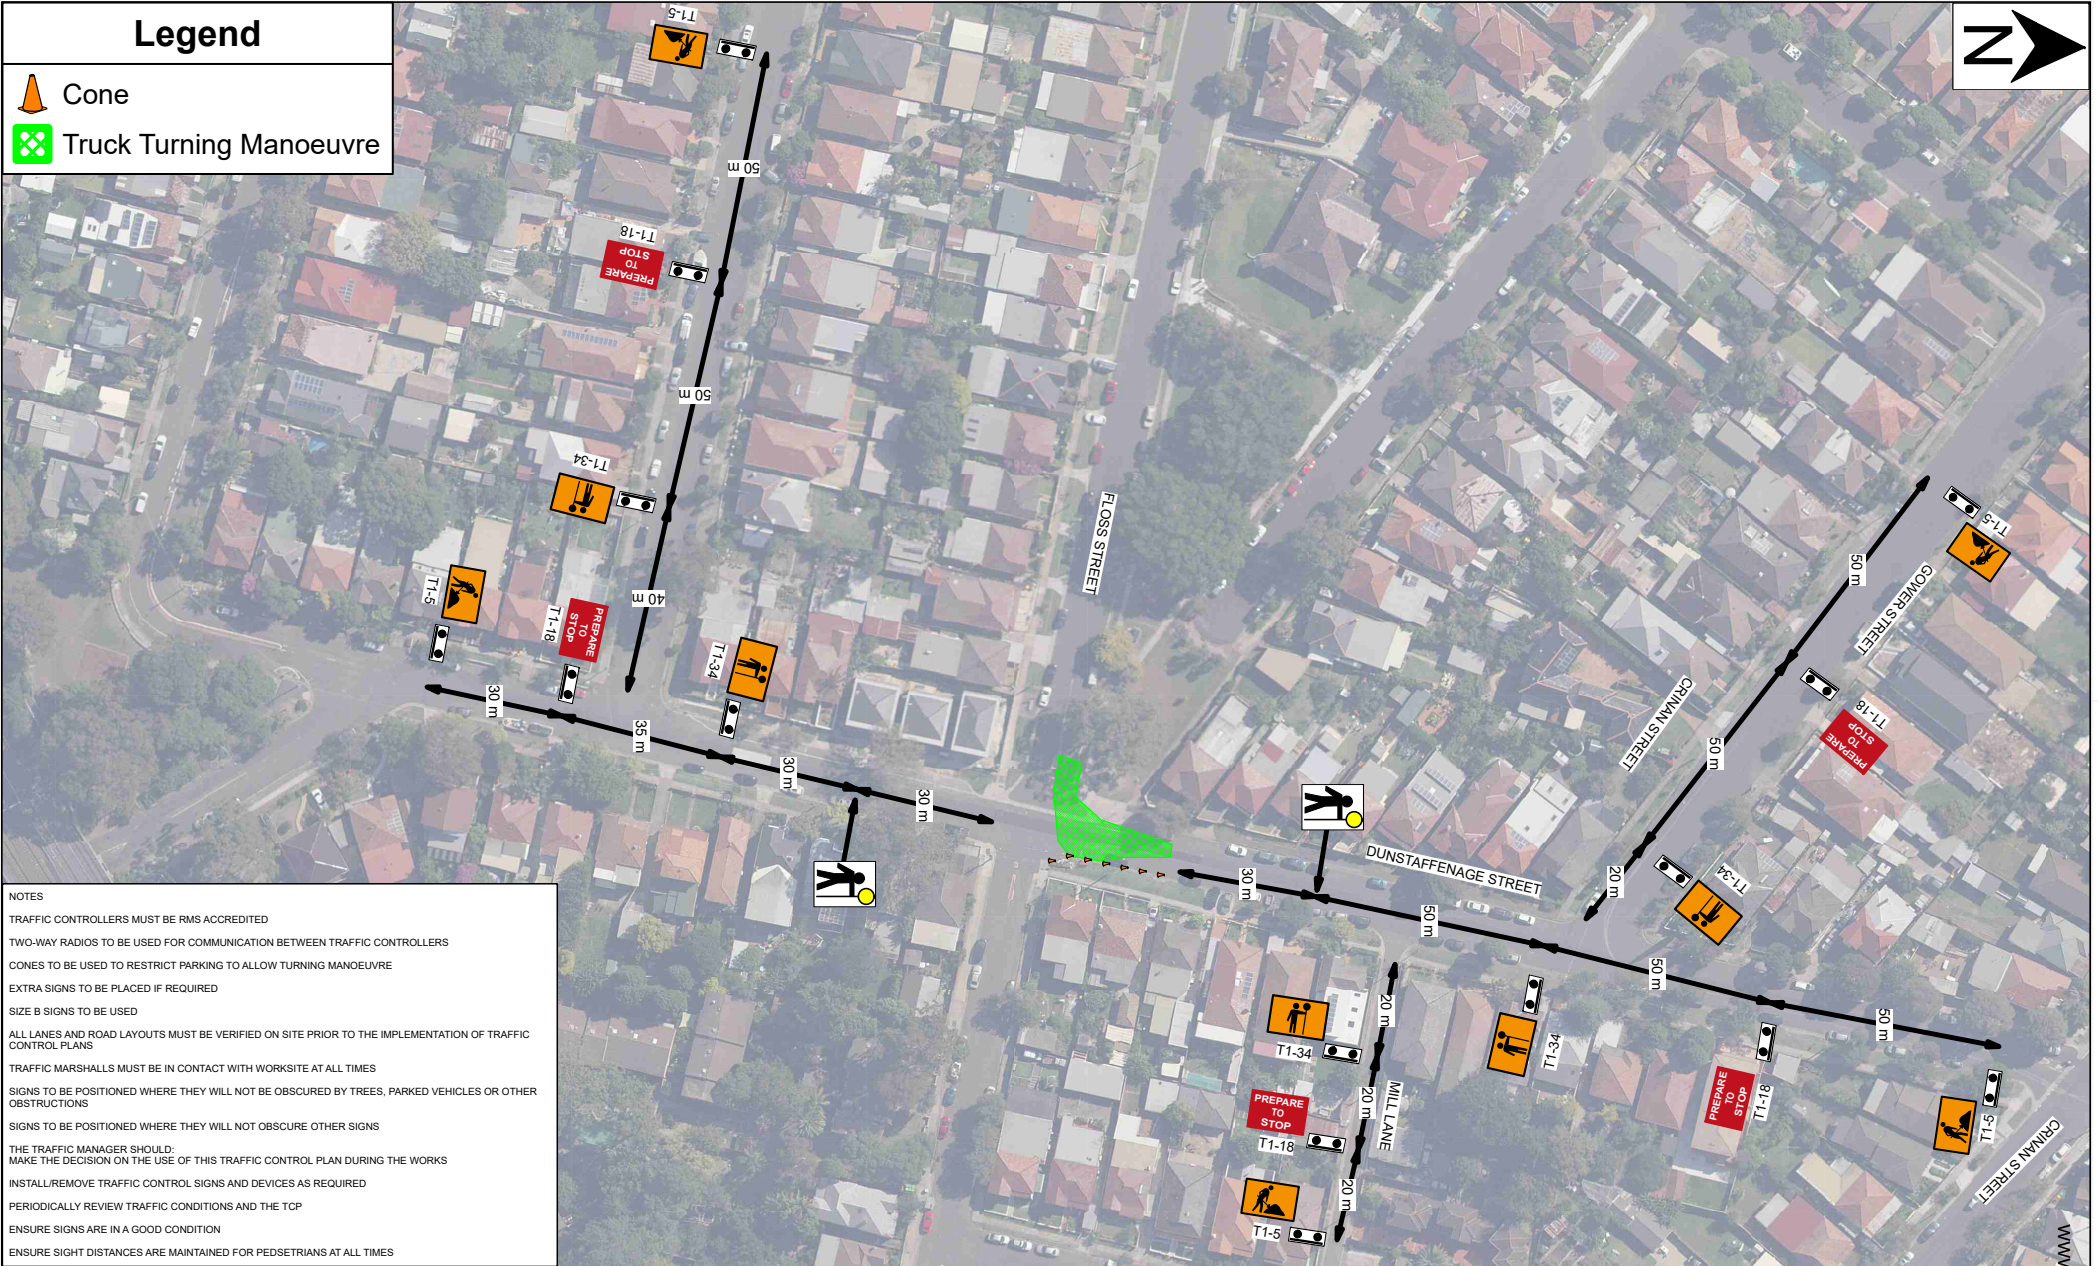 Legend
Cone
Truck Turning Manoeuvre
N
T1-5
50 m
T1-18
PREPARE
TO
STOP
50 m
T1-34
40 m
T1-5
T1-18
PREPARE
TO
STOP
T1-34
30 m
35 m
30 m
30 m
FLOSS STREET
30 m
DUNSTAFFENAGE STREET
50 m
50 m
50 m
CRINAN STREET
GOWER STREET
T1-5
50 m
T1-18
PREPARE
TO
STOP
50 m
T1-34
20 m
20 m
T1-34
20 m
MILL LANE
PREPARE
TO
STOP
T1-18
20 m
T1-5
T1-34
PREPARE
TO
STOP
T1-18
T1-5
CRINAN STREET
NOTES
TRAFFIC CONTROLLERS MUST BE RMS ACCREDITED
TWO-WAY RADIOS TO BE USED FOR COMMUNICATION BETWEEN TRAFFIC CONTROLLERS
CONES TO BE USED TO RESTRICT PARKING TO ALLOW TURNING MANOEUVRE
EXTRA SIGNS TO BE PLACED IF REQUIRED
SIZE B SIGNS TO BE USED
ALL LANES AND ROAD LAYOUTS MUST BE VERIFIED ON SITE PRIOR TO THE IMPLEMENTATION OF TRAFFIC
CONTROL PLANS
TRAFFIC MARSHALLS MUST BE IN CONTACT WITH WORKSITE AT ALL TIMES
SIGNS TO BE POSITIONED WHERE THEY WILL NOT BE OBSCURED BY TREES, PARKED VEHICLES OR OTHER
OBSTRUCTIONS
SIGNS TO BE POSITIONED WHERE THEY WILL NOT OBSCURE OTHER SIGNS
THE TRAFFIC MANAGER SHOULD:
MAKE THE DECISION ON THE USE OF THIS TRAFFIC CONTROL PLAN DURING THE WORKS
INSTALL/REMOVE TRAFFIC CONTROL SIGNS AND DEVICES AS REQUIRED
PERIODICALLY REVIEW TRAFFIC CONDITIONS AND THE TCP
ENSURE SIGNS ARE IN A GOOD CONDITION
ENSURE SIGHT DISTANCES ARE MAINTAINED FOR PEDSETRIANS AT ALL TIMES